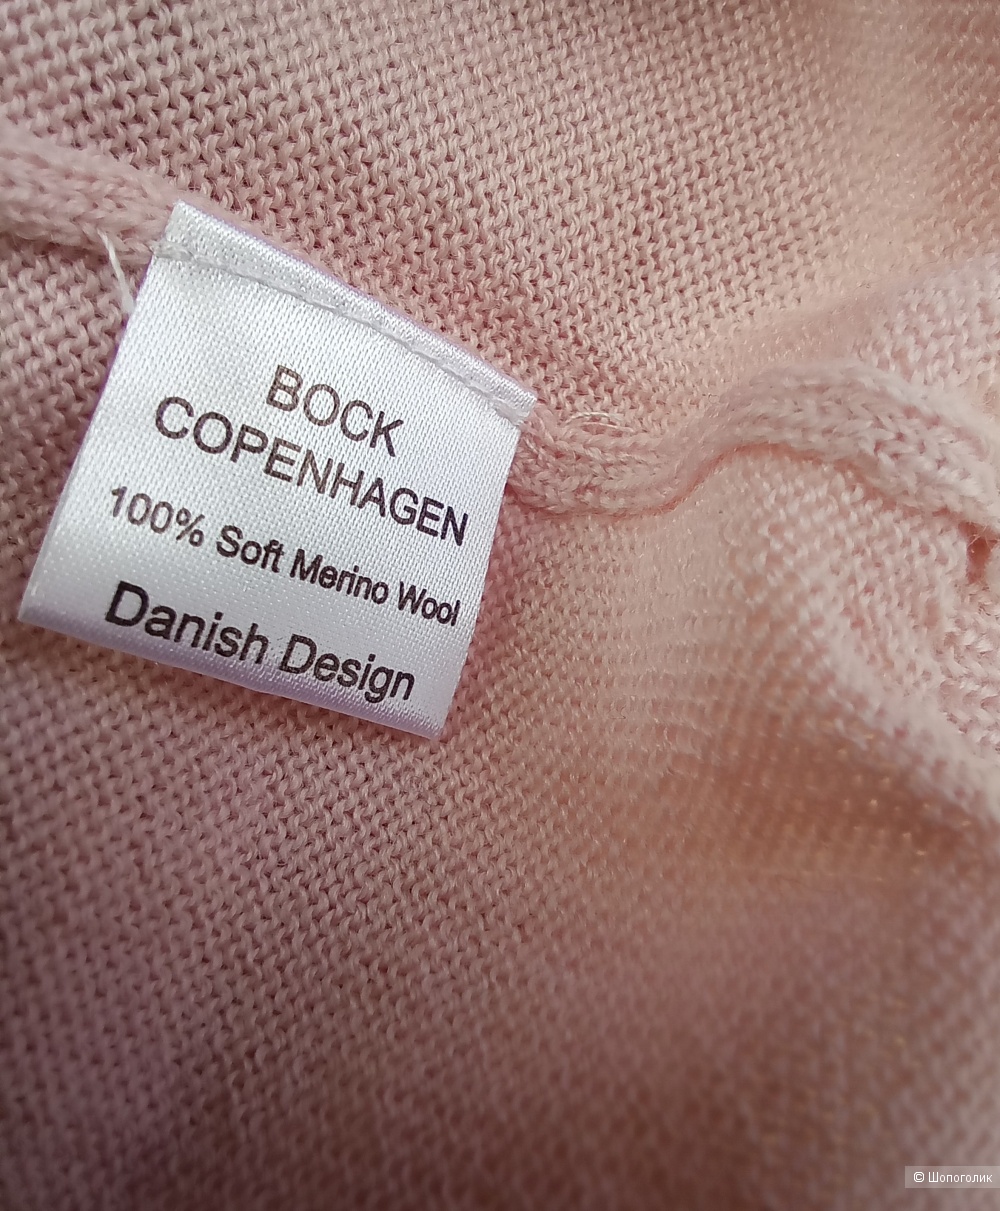 BOCK
COPENHAGEN
100% Soft Merino Wool
Danish Design
© Шопоголик